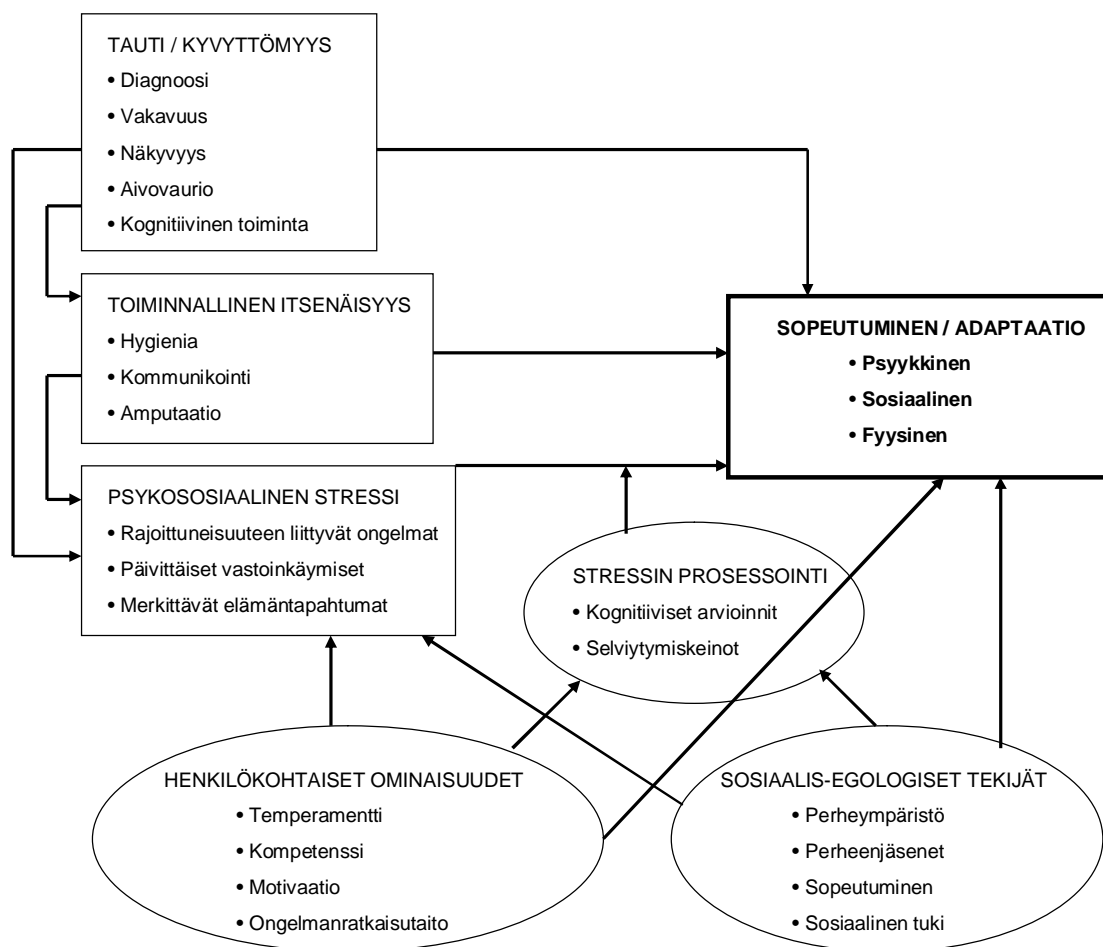 TAUTI / KYVYTTÖMYYS
• Diagnoosi
• Vakavuus
• Näkyvyys
• Aivovaurio
• Kognitiivinen toiminta
TOIMINNALLINEN ITSENÄISYYS
• Hygienia
• Kommunikointi
• Amputaatio
SOPEUTUMINEN / ADAPTAATIO
• Psyykkinen
• Sosiaalinen
• Fyysinen
PSYKOSOSIAALINEN STRESSI
• Rajoittuneisuuteen liittyvät ongelmat
• Päivittäiset vastoinkäymiset
• Merkittävät elämäntapahtumat
STRESSIN PROSESSOINTI
• Kognitiiviset arvioinnit
• Selviytymiskeinot
HENKILÖKOHTAISET OMINAISUUDET
• Temperamentti
• Kompetenssi
• Motivaatio
• Ongelmanratkaisutaito
SOSIAALIS-EGOLOGISET TEKIJÄT
• Perheympäristö
• Perheenjäsenet
• Sopeutuminen
• Sosiaalinen tuki